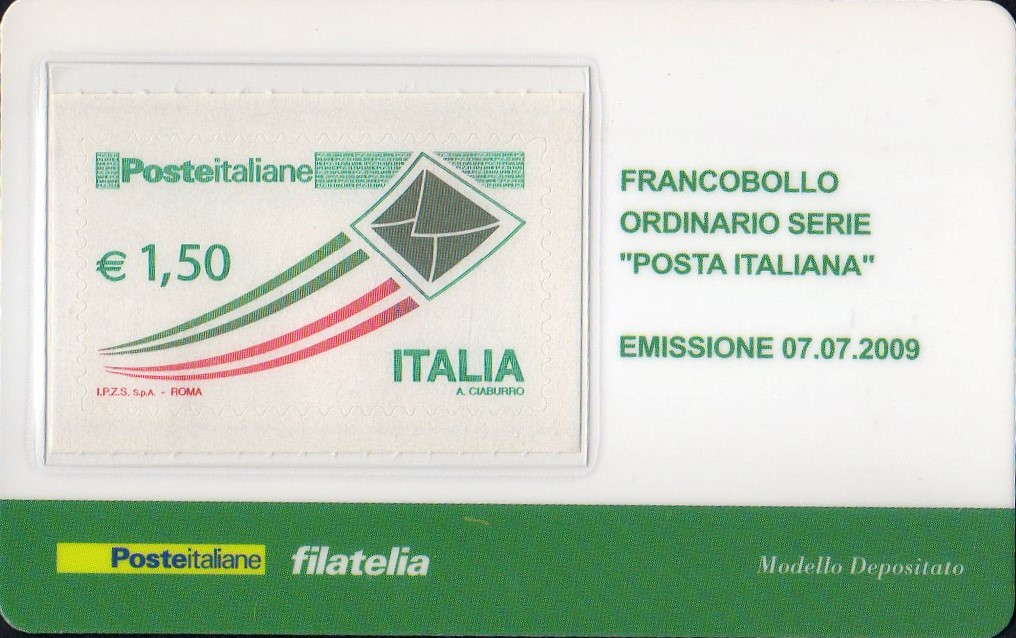 Posteitaliane
€ 1,50
ITALIA
I.P.Z.S. S.p.A. - ROMA
A. CIABURRO
FRANCOBOLLO
ORDINARIO SERIE
"POSTA ITALIANA"
EMISSIONE 07.07.2009
Posteitaliane filatelia
Modello Depositato